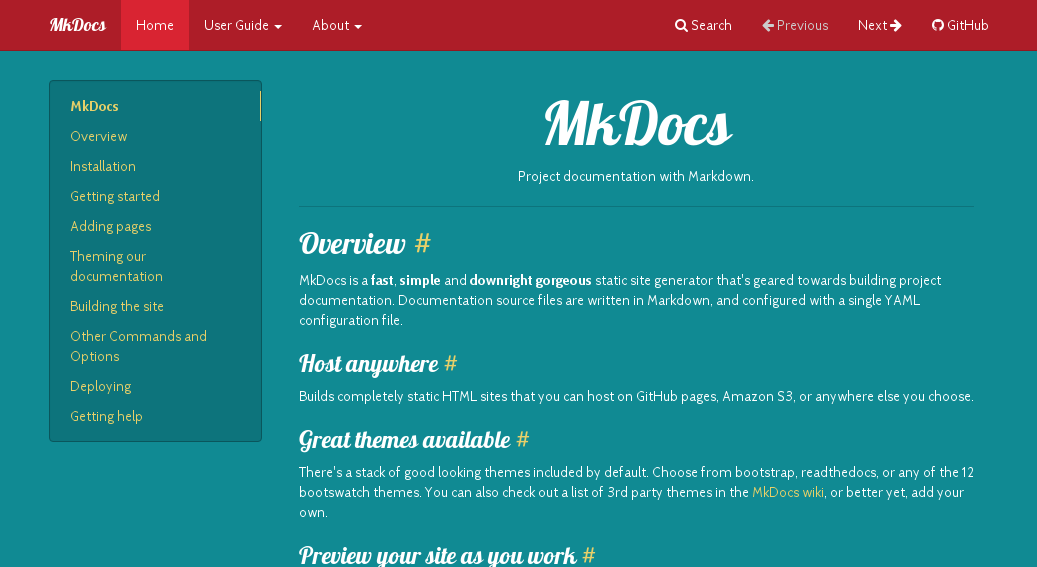 MkDocs Home User Guide About Search Previous Next GitHub
MkDocs
Overview
Installation
Getting started
Adding pages
Theming our
documentation
Building the site
Other Commands and
Options
Deploying
Getting help
MkDocs
Project documentation with Markdown.
Overview #
MkDocs is a fast, simple and downright gorgeous static site generator that's geared towards building project
documentation. Documentation source files are written in Markdown, and configured with a single YAML
configuration file.
Host anywhere #
Builds completely static HTML sites that you can host on GitHub pages, Amazon S3, or anywhere else you choose.
Great themes available #
There's a stack of good looking themes included by default. Choose from bootstrap, readthedocs, or any of the 12
bootswatch themes. You can also check out a list of 3rd party themes in the MkDocs wiki, or better yet, add your
own.
Preview your site as you work #